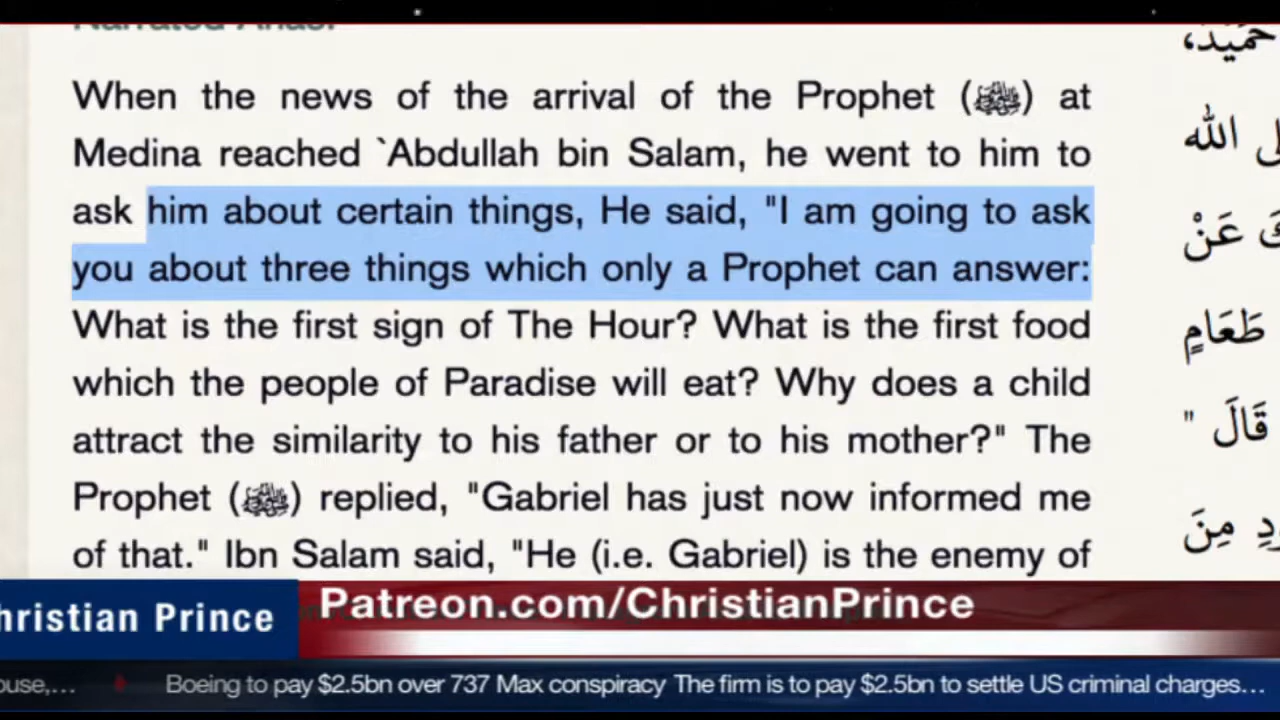 Narrated Anas:
When the news of the arrival of the Prophet (ﷺ) at
Medina reached `Abdullah bin Salam, he went to him to
ask him about certain things, He said, "I am going to ask
you about three things which only a Prophet can answer:
What is the first sign of The Hour? What is the first food
which the people of Paradise will eat? Why does a child
attract the similarity to his father or to his mother?" The
Prophet (ﷺ) replied, "Gabriel has just now informed me
of that." Ibn Salam said, "He (i.e. Gabriel) is the enemy of
حُمَيْدٌ،
الله
عَنْ
طَعَامٍ
قَالَ "
مِنَ
hristian Prince
Patreon.com/ChristianPrince
ouse,... Boeing to pay $2.5bn over 737 Max conspiracy The firm is to pay $2.5bn to settle US criminal charges...